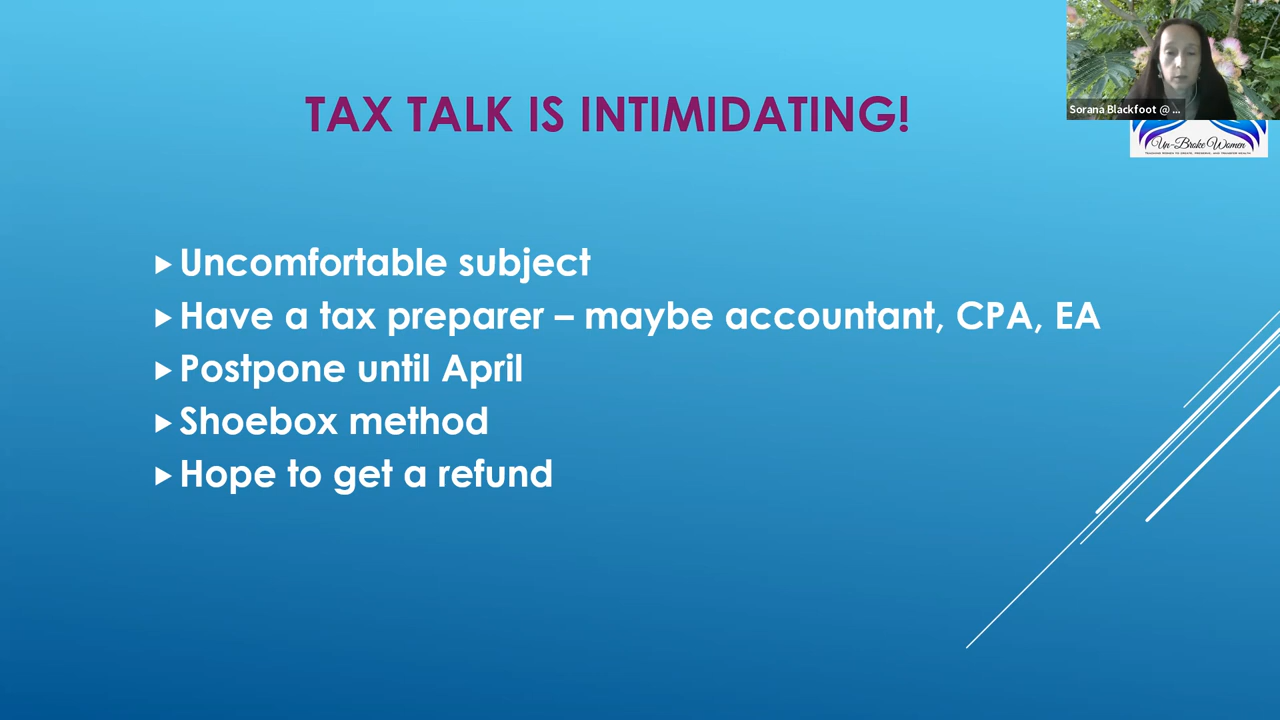 TAX TALK IS INTIMIDATING!
Sorana Blackfoot @ ...
Un-Broke Women
Uncomfortable subject
Have a tax preparer – maybe accountant, CPA, EA
Postpone until April
Shoebox method
Hope to get a refund